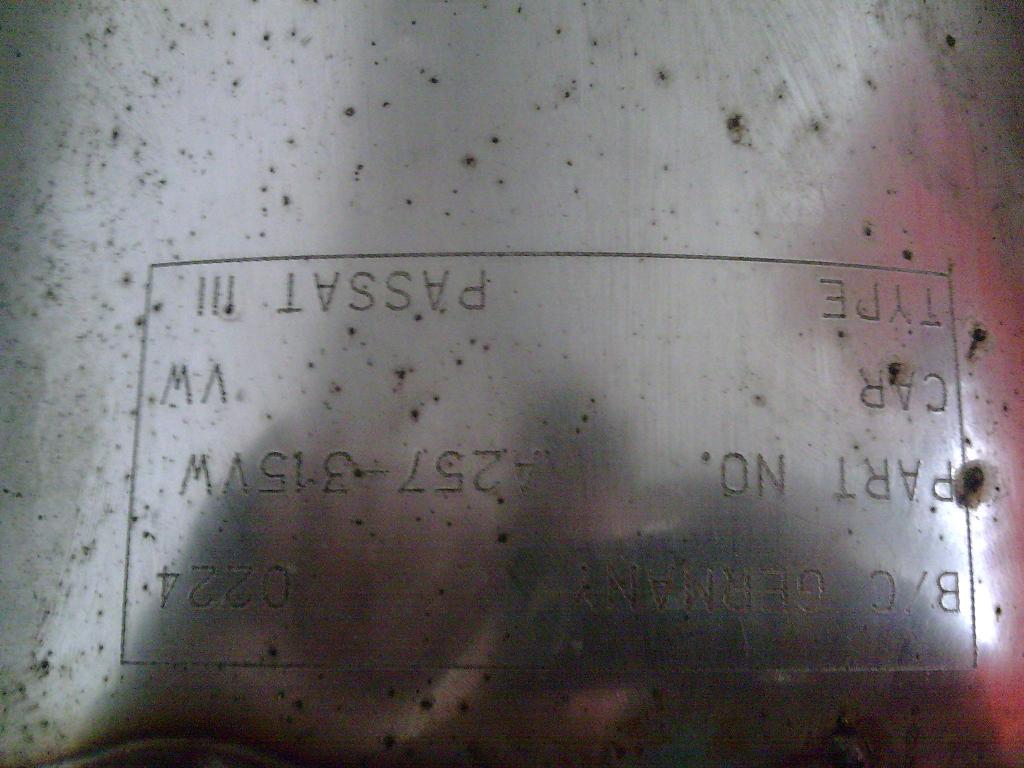 B/C GERMANY 0224
PART NO. A257-315VW
CAR VW
TYPE PASSAT III